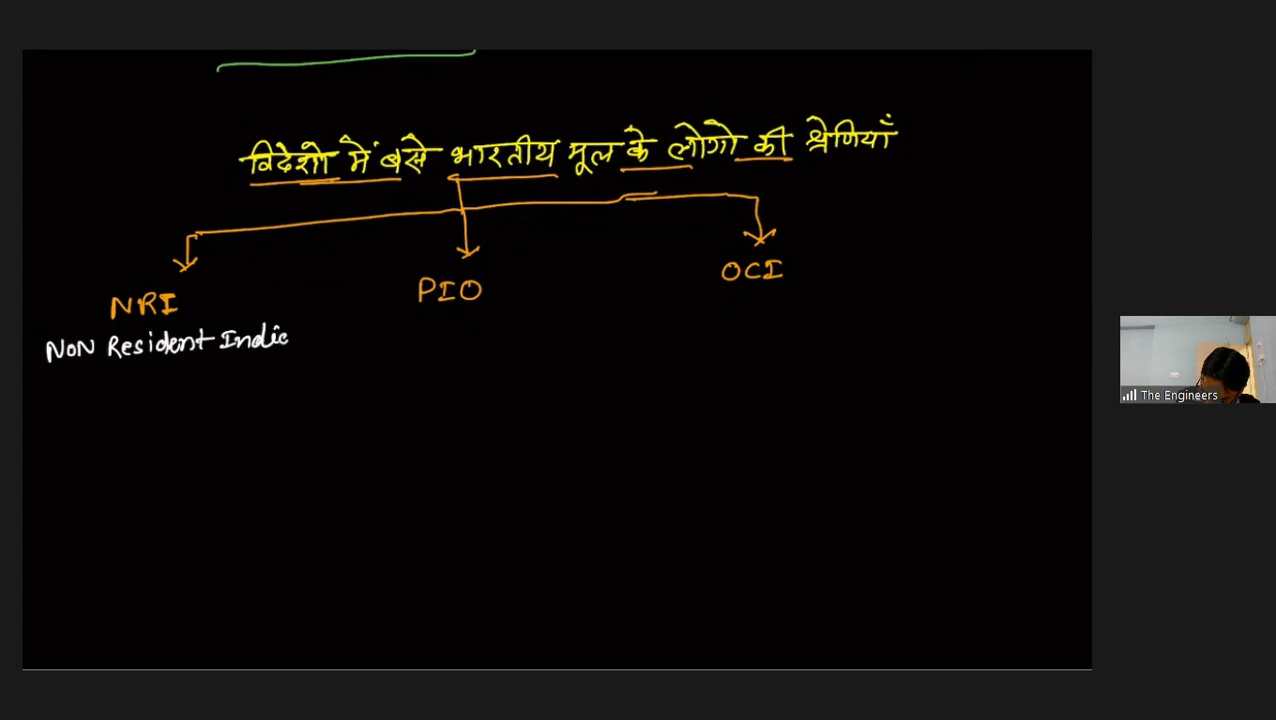 विदेशो में बसे भारतीय मूल के लोगो की श्रेणियाँ
NRI PIO OCI
NON Resident Indic
The Engineers